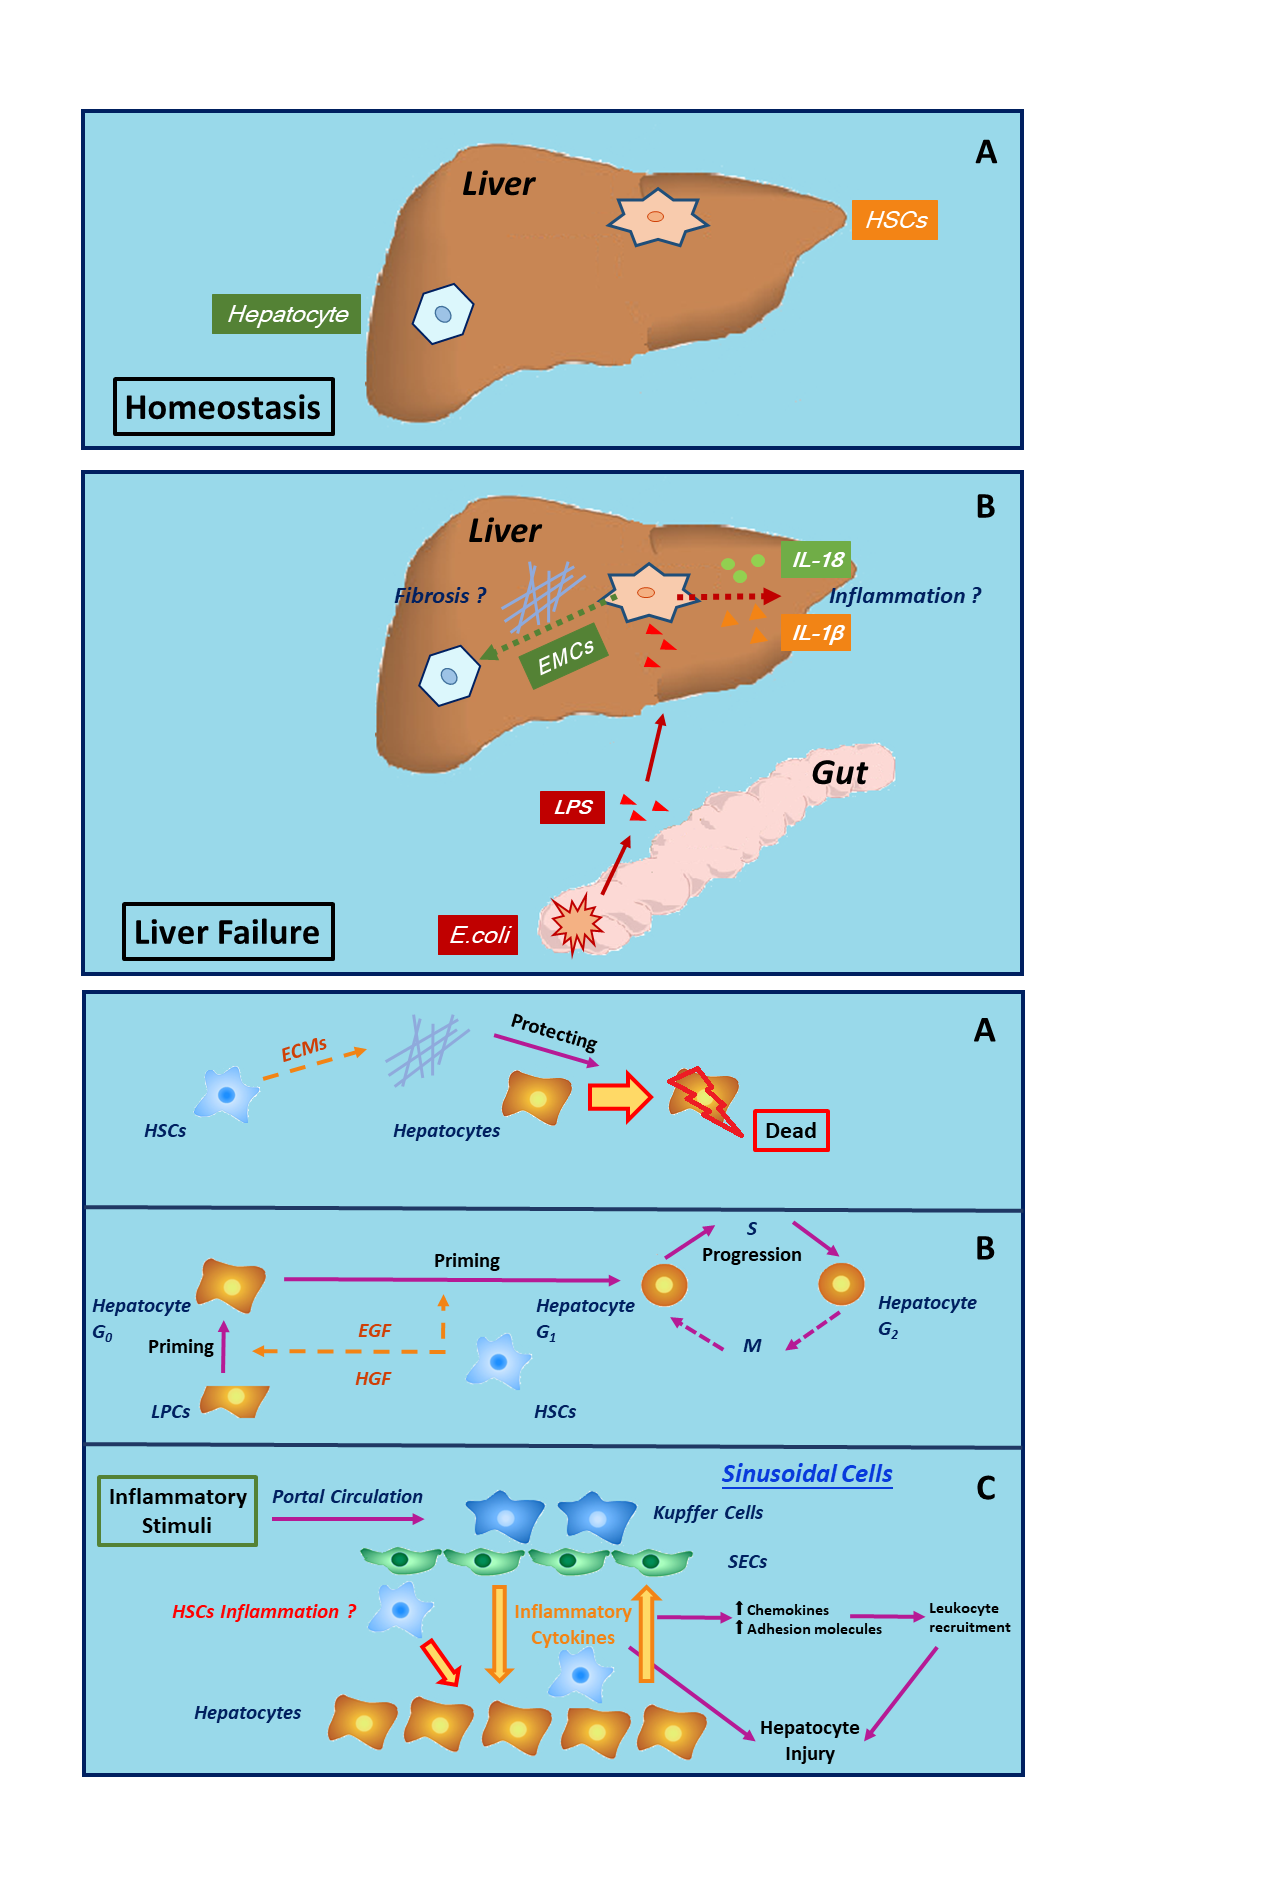 A
Liver
HSCs
Hepatocyte
Homeostasis
B
Liver
IL-18
Fibrosis ?
Inflammation ?
IL-1β
EMCs
Gut
LPS
E.coli
Liver Failure
A
Protecting
ECMs
HSCs
Hepatocytes
Dead
B
S
Progression
Priming
Hepatocyte
G0
Hepatocyte
G1
Hepatocyte
G2
EGF
Priming
M
HGF
LPCs
HSCs
C
Sinusoidal Cells
Inflammatory
Stimuli
Portal Circulation
Kupffer Cells
SECs
HSCs Inflammation ?
Inflammatory
Cytokines
Chemokines
Adhesion molecules
Leukocyte
recruitment
Hepatocytes
Hepatocyte
Injury